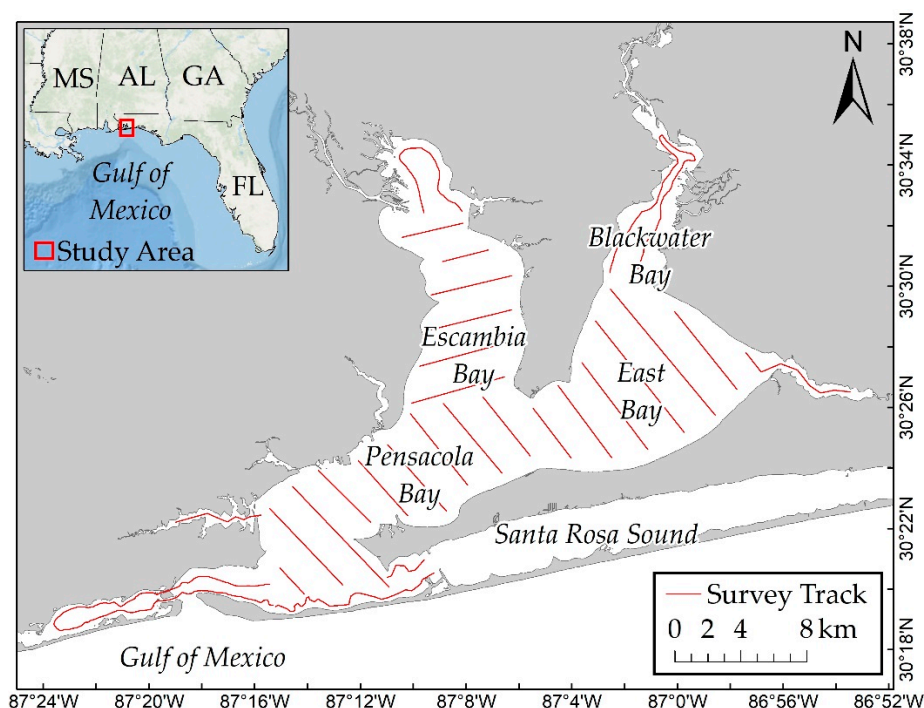 MS
AL
GA
FL
Gulf of
Mexico
Study Area
N
Blackwater
Bay
Escambia
Bay
East
Bay
Pensacola
Bay
Santa Rosa Sound
Gulf of Mexico
Survey Track
0 2 4 8 km
30°38'N
30°34'N
30°30'N
30°26'N
30°22'N
30°18'N
87°24'W 87°20'W 87°16'W 87°12'W 87°8'W 87°4'W 87°0'W 86°56'W 86°52'W